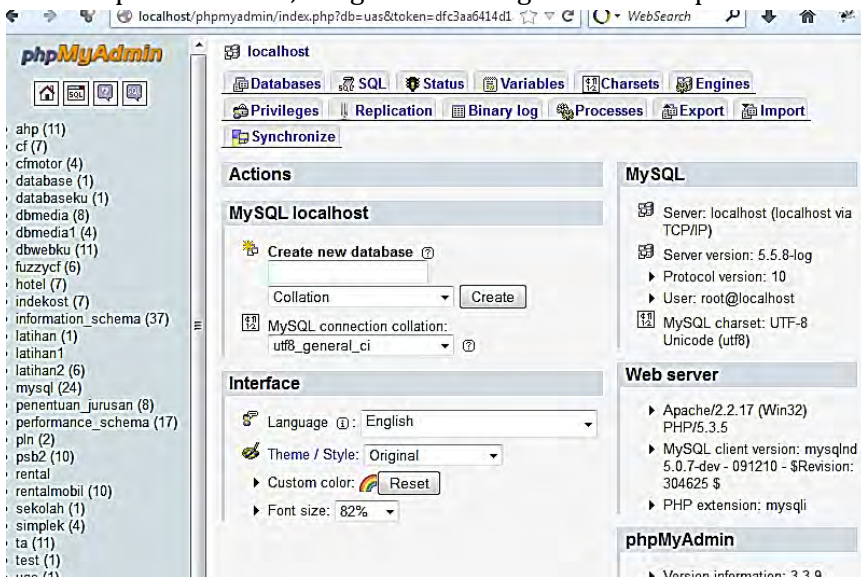 localhost/phpmyadmin/index.php?db=uas&token=dfc3aa6414d1
WebSearch
phpMyAdmin
SQL
ahp (11)
cf (7)
cfmotor (4)
database (1)
databaseku (1)
dbmedia (8)
dbmedia1 (4)
dbwebku (11)
fuzzycf (6)
hotel (7)
indekost (7)
information_schema (37)
latihan (1)
latihan1
latihan2 (6)
mysql (24)
penentuan_jurusan (8)
performance_schema (17)
pln (2)
psb2 (10)
rental
rentalmobil (10)
sekolah (1)
simplek (4)
ta (11)
test (1)
localhost
Databases SQL Status Variables Charsets Engines
Privileges Replication Binary log Processes Export Import
Synchronize
Actions
MySQL localhost
Create new database
Collation Create
MySQL connection collation:
utf8_general_ci
Interface
Language : English
Theme / Style: Original
Custom color: Reset
Font size: 82%
MySQL
Server: localhost (localhost via
TCP/IP)
Server version: 5.5.8-log
Protocol version: 10
User: root@localhost
MySQL charset: UTF-8
Unicode (utf8)
Web server
Apache/2.2.17 (Win32)
PHP/5.3.5
MySQL client version: mysqlnd
5.0.7-dev - 091210 - $Revision:
304625 $
PHP extension: mysqli
phpMyAdmin
Version information: 3.3.9